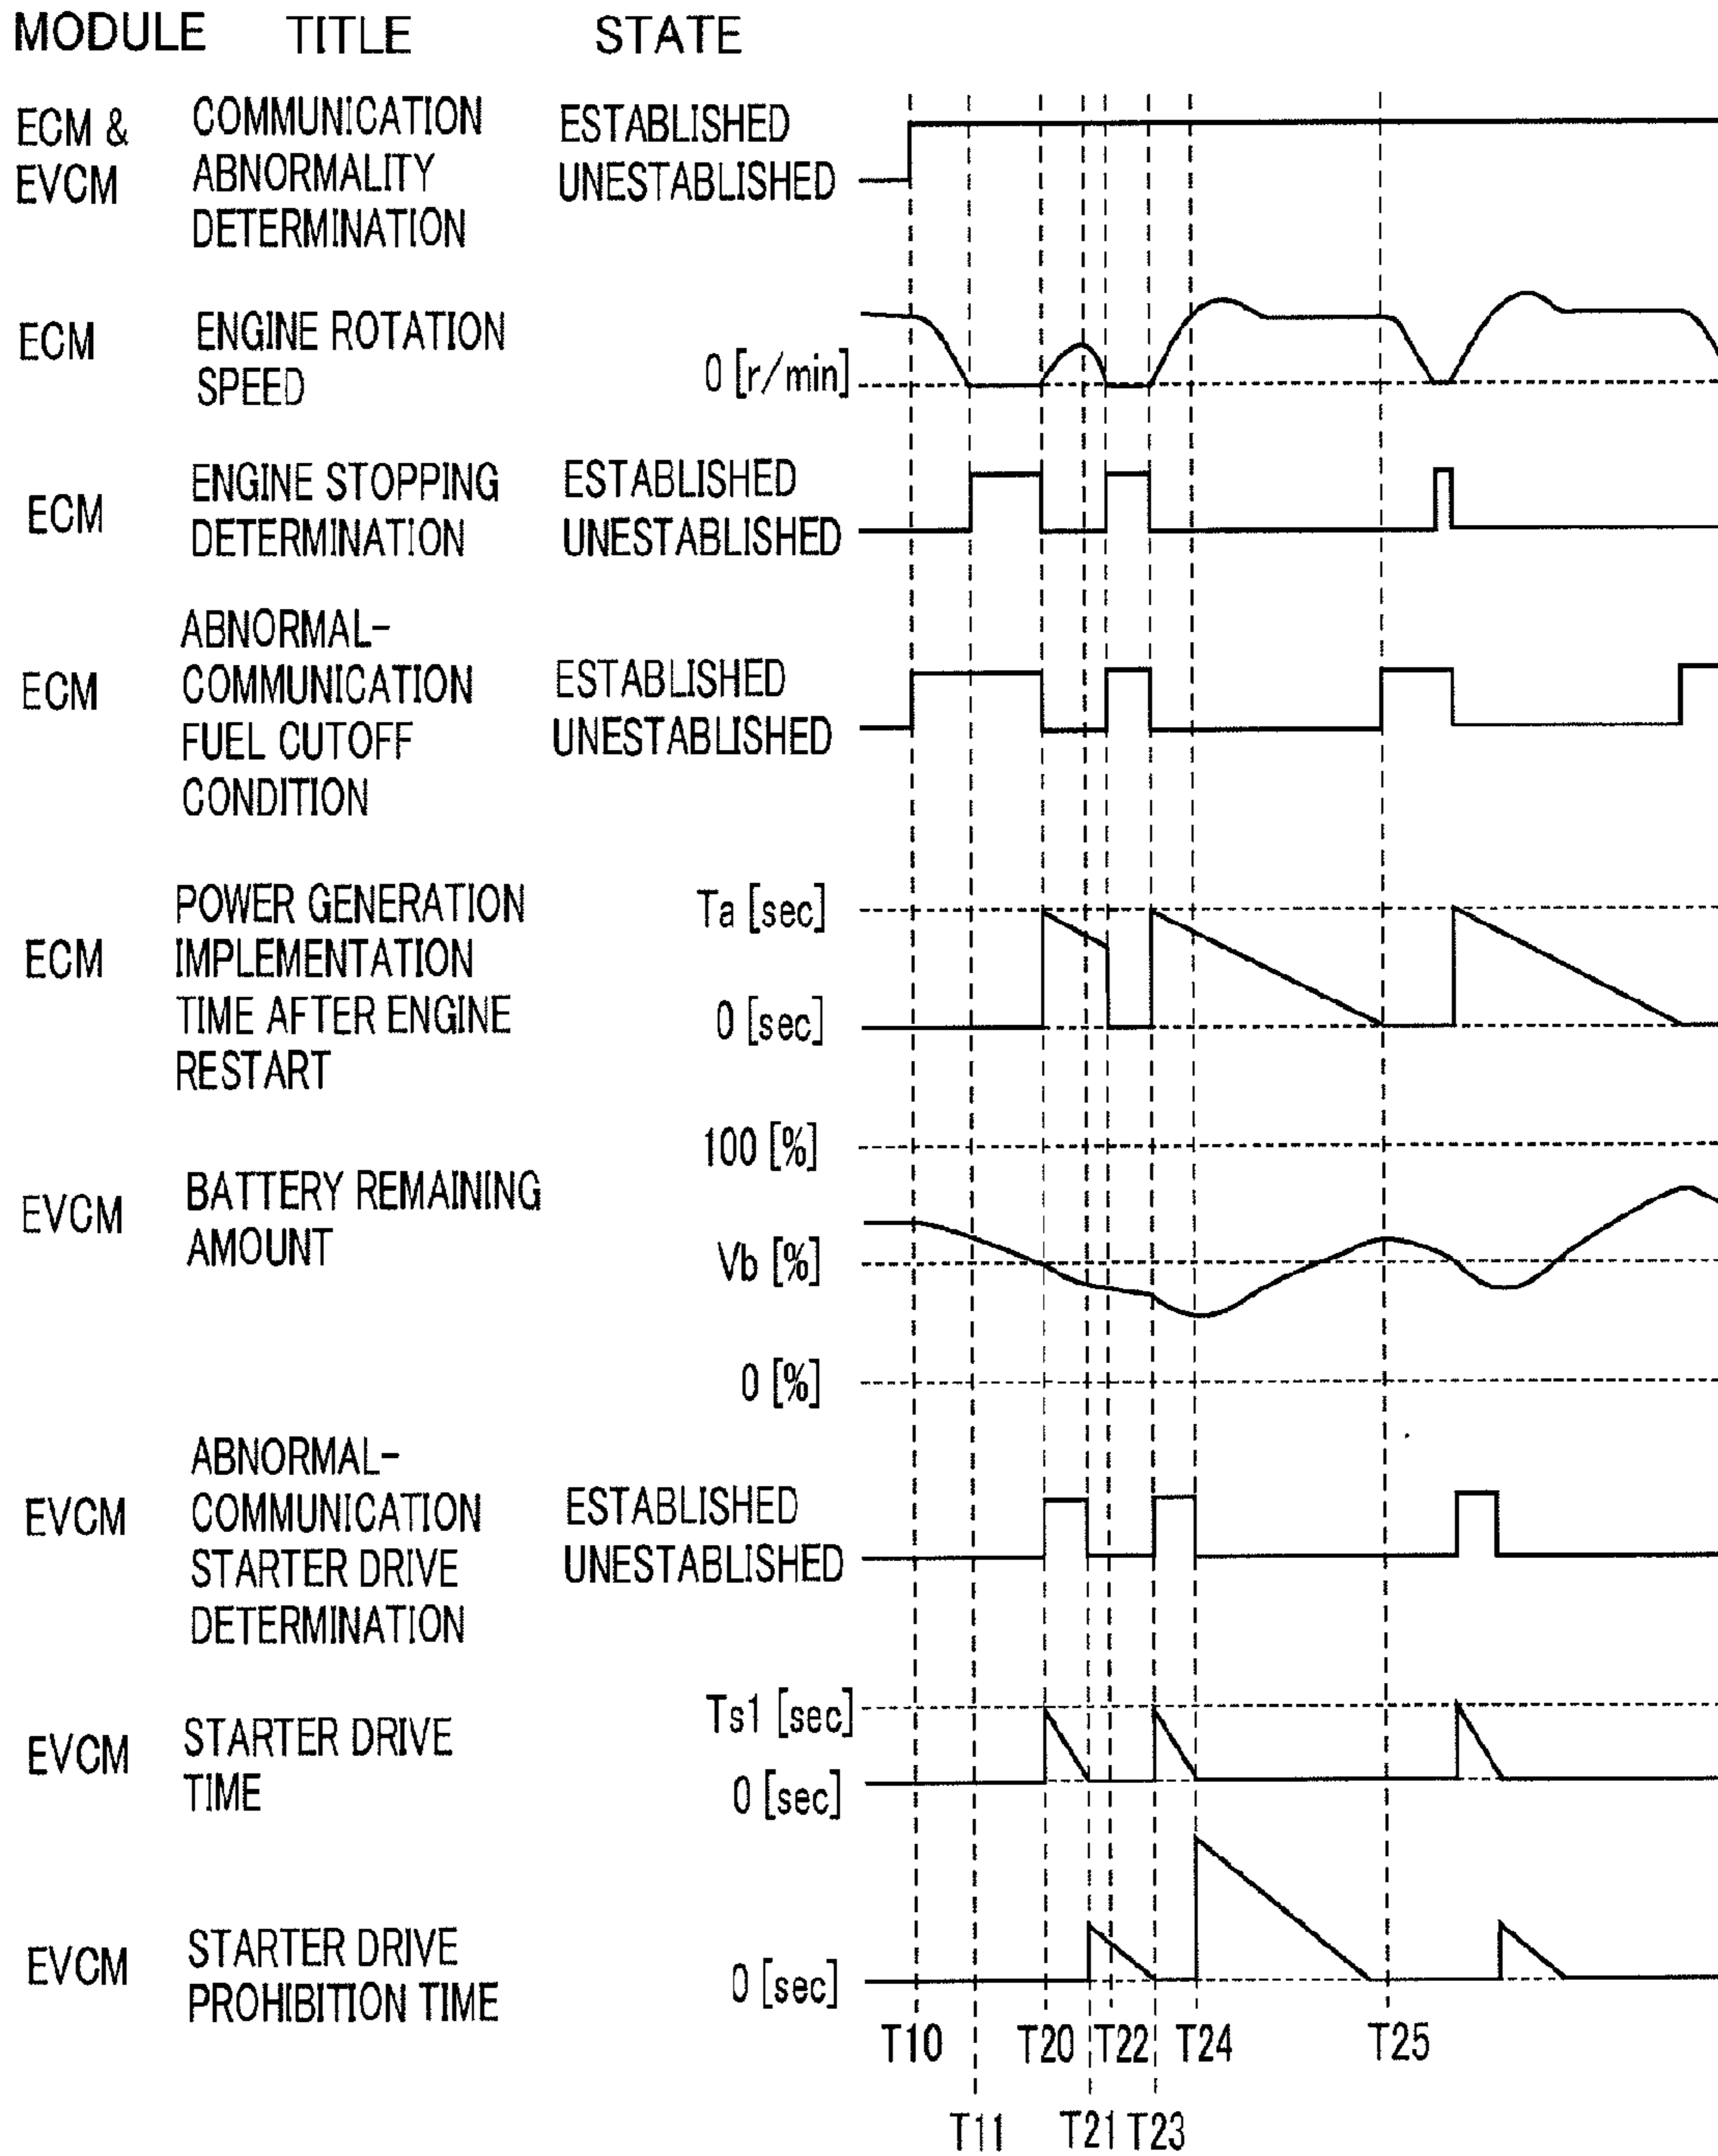 MODULE TITLE STATE
ECM &
EVCM
COMMUNICATION
ABNORMALITY
DETERMINATION
ESTABLISHED
UNESTABLISHED
ECM
ENGINE ROTATION
SPEED
0 [r/min]
ECM
ENGINE STOPPING
DETERMINATION
ESTABLISHED
UNESTABLISHED
ECM
ABNORMAL-
COMMUNICATION
FUEL CUTOFF
CONDITION
ESTABLISHED
UNESTABLISHED
ECM
POWER GENERATION
IMPLEMENTATION
TIME AFTER ENGINE
RESTART
Ta [sec]
0 [sec]
EVCM
BATTERY REMAINING
AMOUNT
100 [%]
Vb [%]
0 [%]
EVCM
ABNORMAL-
COMMUNICATION
STARTER DRIVE
DETERMINATION
ESTABLISHED
UNESTABLISHED
EVCM
STARTER DRIVE
TIME
Ts1 [sec]
0 [sec]
EVCM
STARTER DRIVE
PROHIBITION TIME
0 [sec]
T10 T20 T22 T24 T25
T11 T21 T23